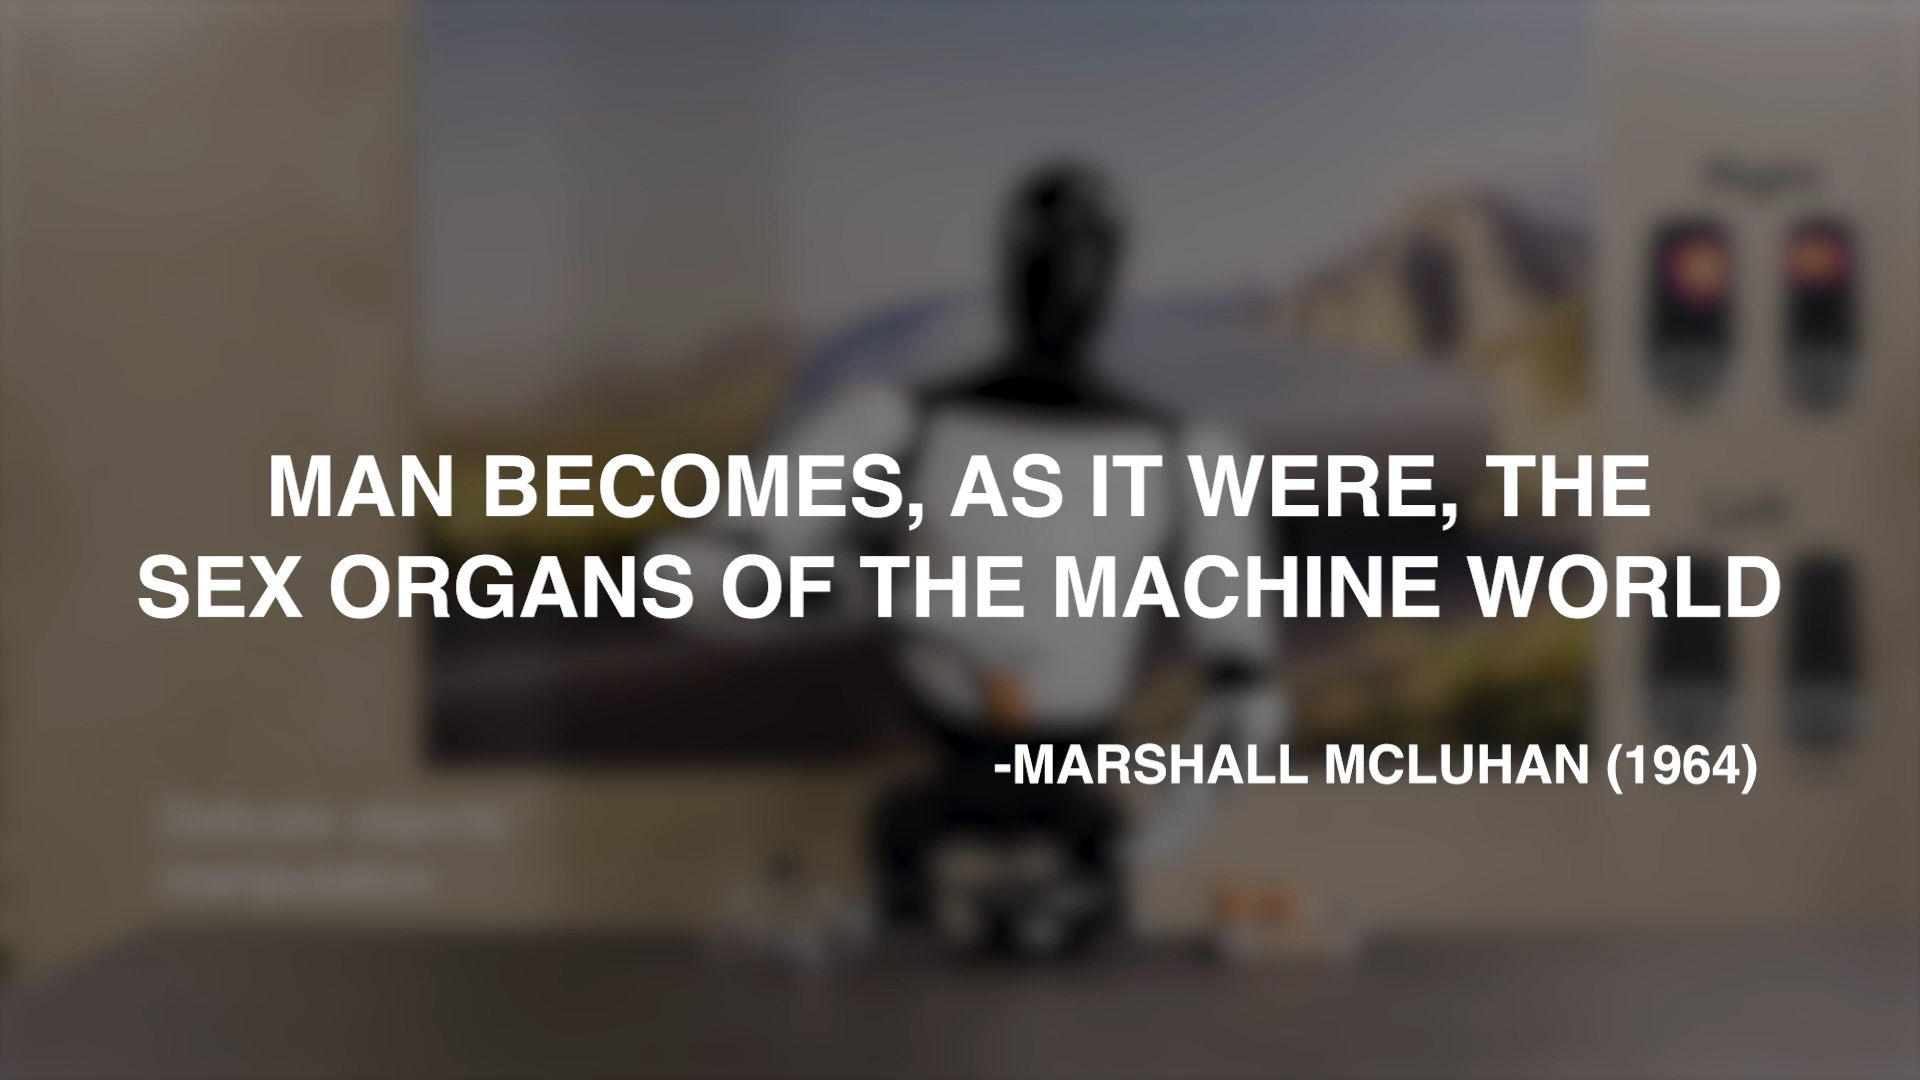 MAN BECOMES, AS IT WERE, THE
SEX ORGANS OF THE MACHINE WORLD
-MARSHALL MCLUHAN (1964)